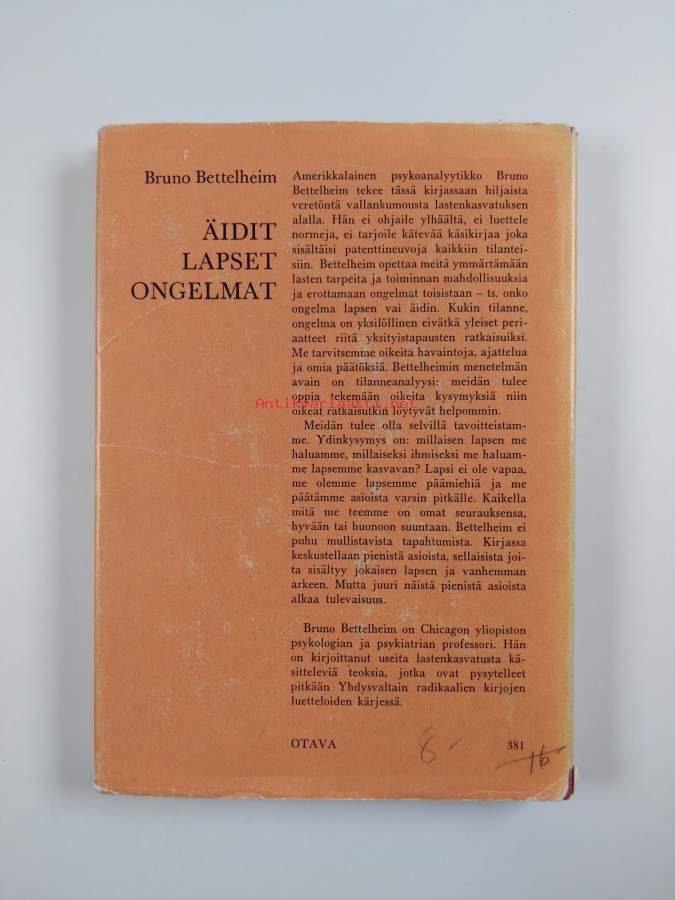 Bruno Bettelheim
ÄIDIT
LAPSET
ONGELMAT
Amerikkalainen psykoanalyytikko Bruno
Bettelheim tekee tässä kirjassaan hiljaista
veretöntä vallankumousta lastenkasvatuksen
alalla. Hän ei ohjaile ylhäältä, ei luettele
normeja, ei tarjoile kätevää käsikirjaa joka
sisältäisi patenttineuvoja kaikkiin tilantei-
siin. Bettelheim opettaa meitä ymmärtämään
lasten tarpeita ja toiminnan mahdollisuuksia
ja erottamaan ongelmat toisistaan – ts. onko
ongelma lapsen vai äidin. Kukin tilanne,
ongelma on yksilöllinen eivätkä yleiset peri-
aatteet riitä yksityistapausten ratkaisuiksi.
Me tarvitsemme oikeita havaintoja, ajattelua
ja omia päätöksiä. Bettelheimin menetelmän
avain on tilanneanalyysi: meidän tulee
oppia tekemään oikeita kysymyksiä niin
Antikvariaatti.net
oikeat ratkaisutkin löytyvät helpommin.
Meidän tulee olla selvillä tavoitteistam-
me. Ydinkysymys on: millaisen lapsen me
haluamme, millaiseksi ihmiseksi me haluam-
me lapsemme kasvavan? Lapsi ei ole vapaa,
me olemme lapsemme päämiehiä ja me
päätämme asioista varsin pitkälle. Kaikella
mitä me teemme on omat seurauksensa,
hyvään tai huonoon suuntaan. Bettelheim ei
puhu mullistavista tapahtumista. Kirjassa
keskustellaan pienistä asioista, sellaisista joi-
ta sisältyy jokaisen lapsen ja vanhemman
arkeen. Mutta juuri näistä pienistä asioista
alkaa tulevaisuus.
Bruno Bettelheim on Chicagon yliopiston
psykologian ja psykiatrian professori. Hän
on kirjoittanut useita lastenkasvatusta kä-
sitteleviä teoksia, jotka ovat pysytelleet
pitkään Yhdysvaltain radikaalien kirjojen
luetteloiden kärjessä.
OTAVA
8-
381
16-